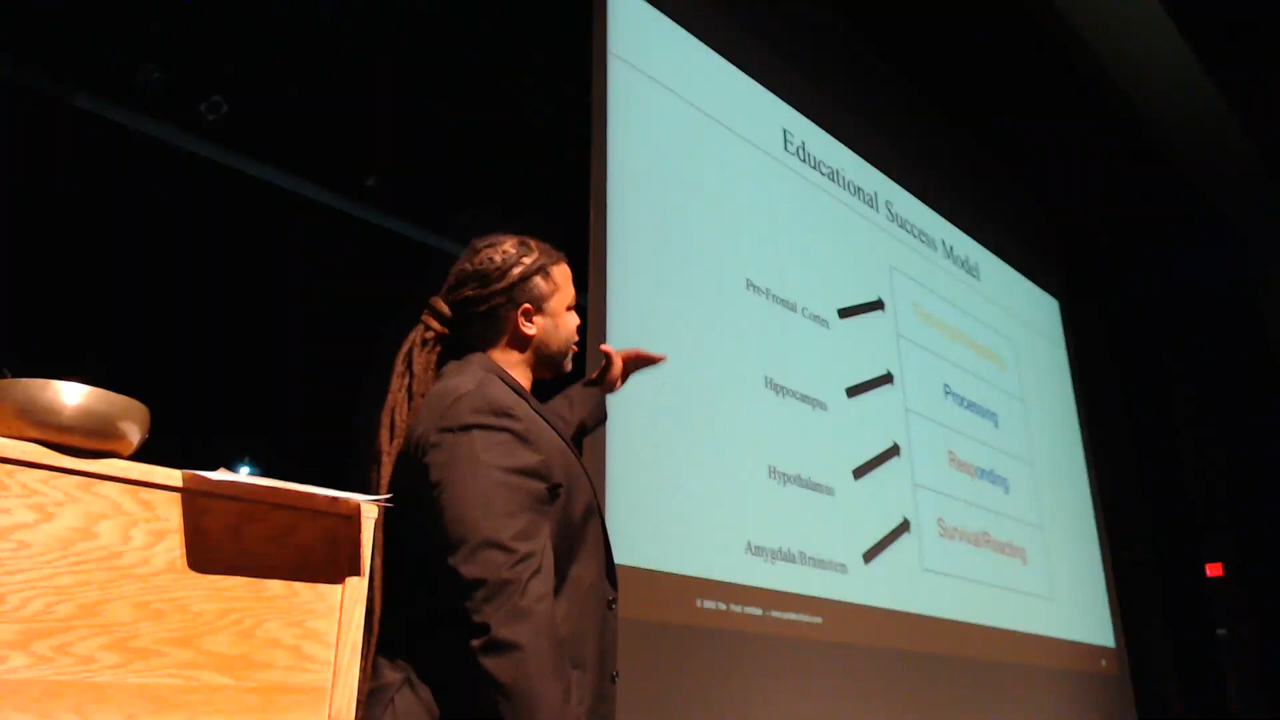 Educational Success Model
Pre-Frontal Cortex
Hippocampus
Processing
Hypothalamus
Responding
Amygdala/Brainstem
Survival/Reacting